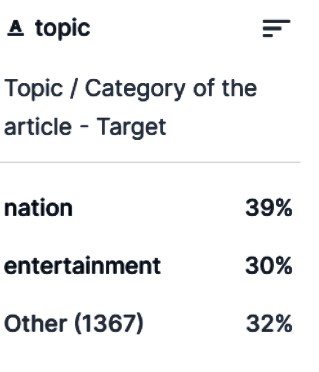 A topic
Topic / Category of the
article - Target
nation 39%
entertainment 30%
Other (1367) 32%